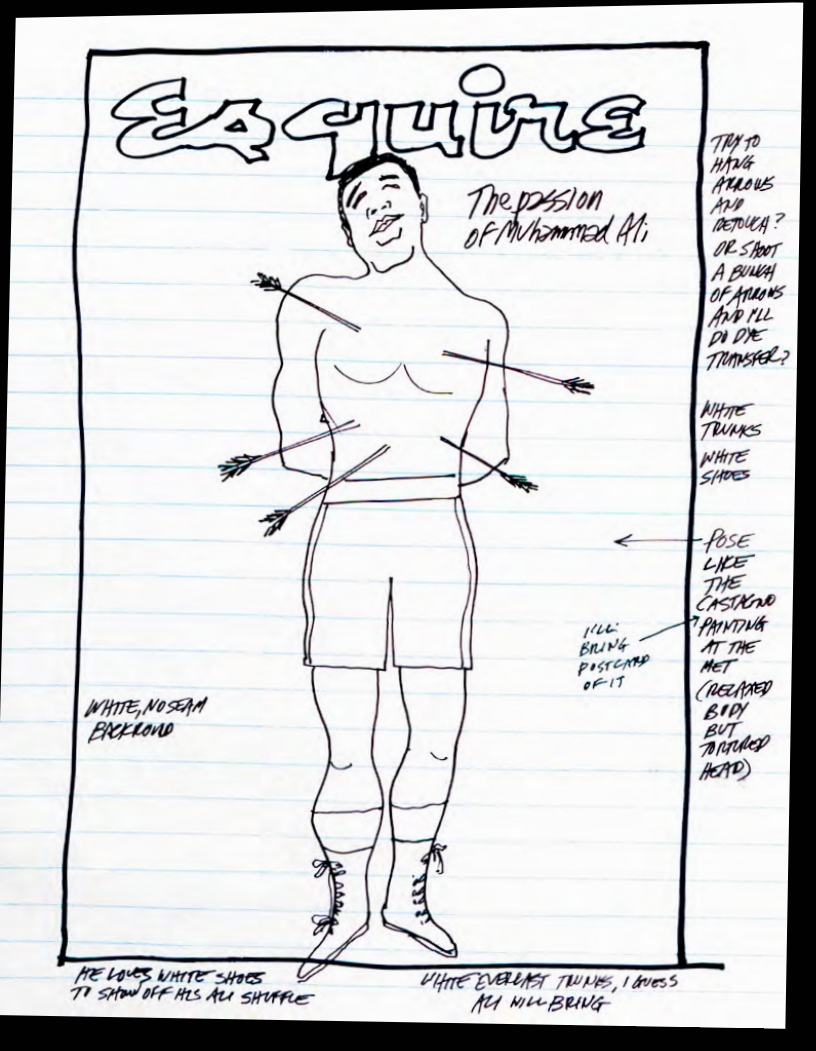 Esquire
The passion
of Muhammad Ali
TRY TO
HANG
ARROWS
AND
RETOUCH?
OR SHOOT
A BUNCH
OF ARROWS
AND I'LL
DO DYE
TRANSFER?
WHITE
TRUNKS
WHITE
SHOES
POSE
LIKE
THE
CASTAGNO
PAINTING
AT THE
MET
(RELAXED
BODY
BUT
TORTURED
HEAD)
I'LL
BRING
POSTCARD
OF IT
WHITE, NO SEAM
BACKROUND
HE LOVES WHITE SHOES
TO SHOW OFF HIS ALI SHUFFLE
WHITE EVERLAST TRUNKS, I GUESS
ALI WILL BRING